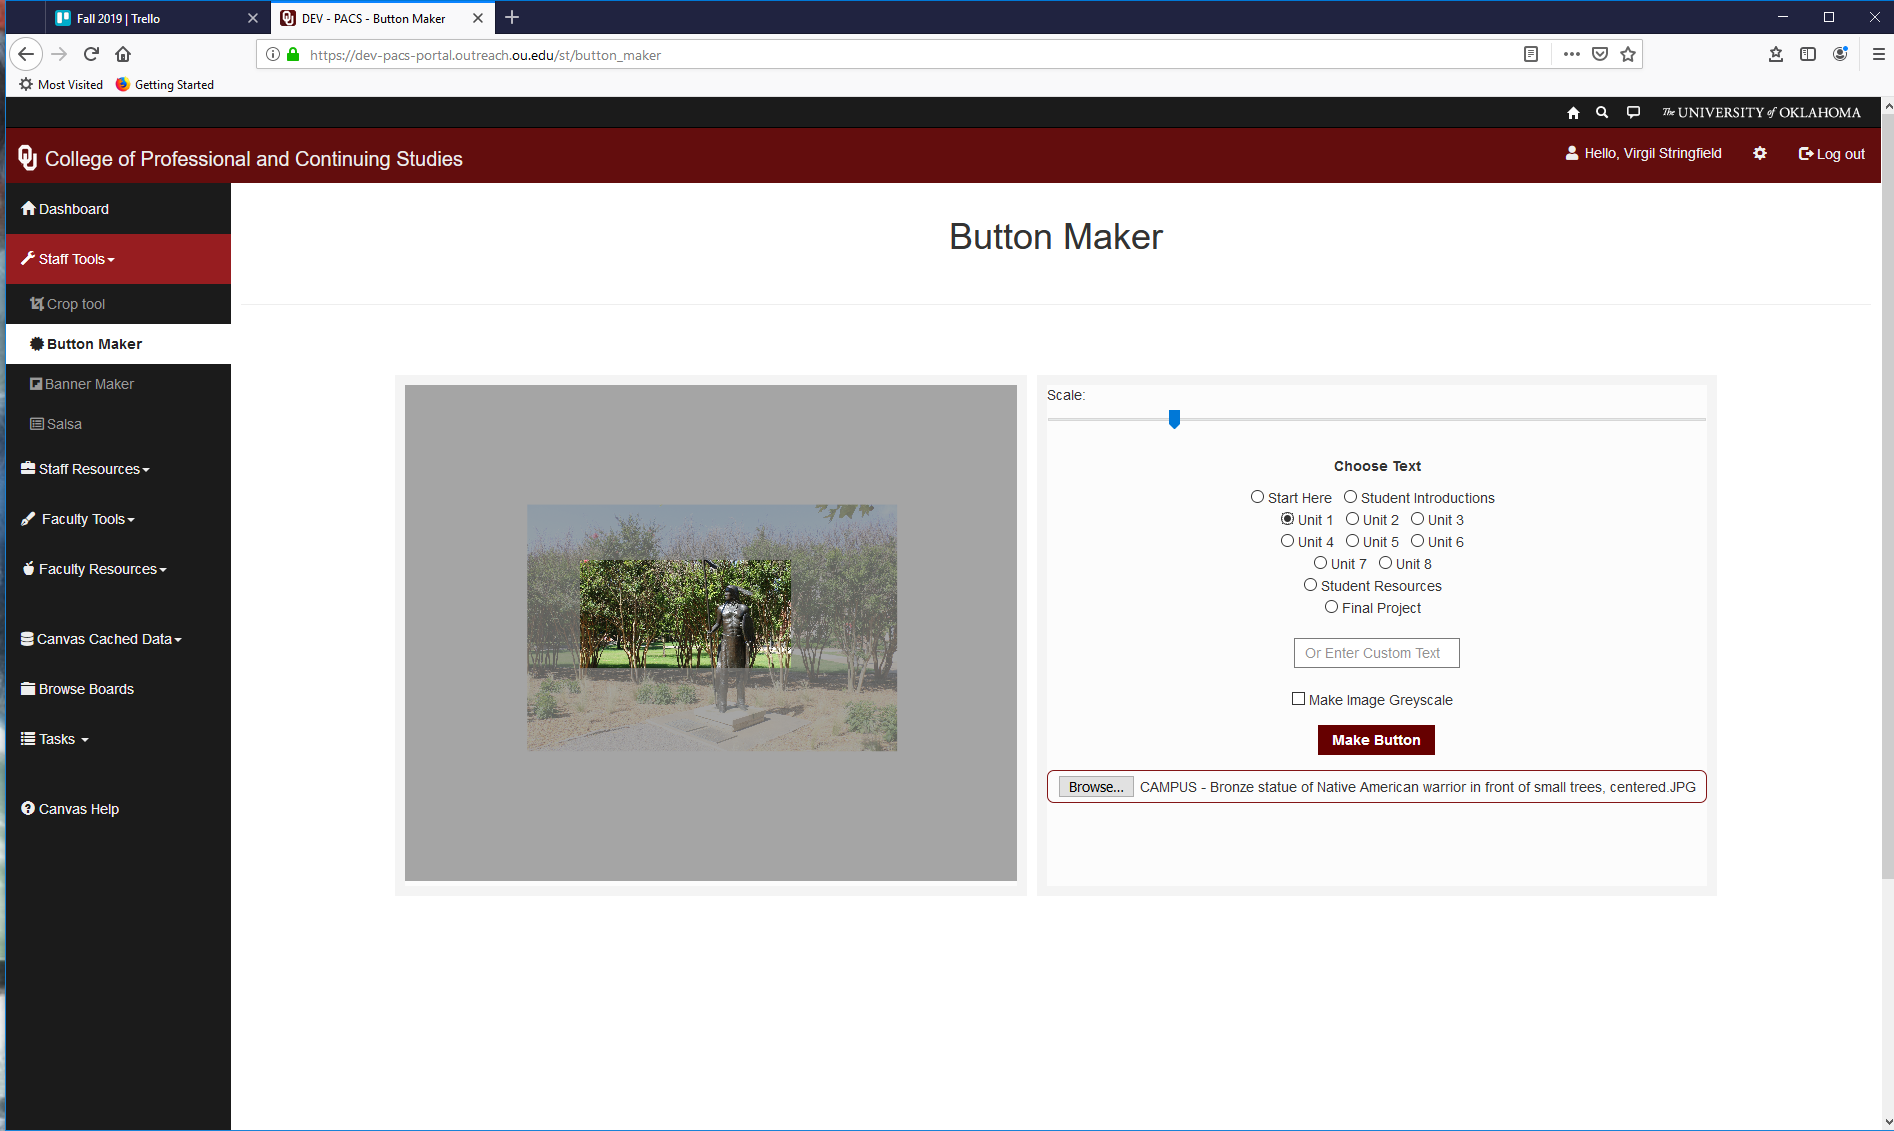 Fall 2019 | Trello
DEV - PACS - Button Maker
https://dev-pacs-portal.outreach.ou.edu/st/button_maker
Most Visited
Getting Started
The UNIVERSITY of OKLAHOMA
OU College of Professional and Continuing Studies
Hello, Virgil Stringfield
Log out
Dashboard
Staff Tools
Crop tool
Button Maker
Banner Maker
Salsa
Staff Resources
Faculty Tools
Faculty Resources
Canvas Cached Data
Browse Boards
Tasks
Canvas Help
Button Maker
Scale:
Choose Text
Start Here Student Introductions
Unit 1 Unit 2 Unit 3
Unit 4 Unit 5 Unit 6
Unit 7 Unit 8
Student Resources
Final Project
Or Enter Custom Text
Make Image Greyscale
Make Button
Browse... CAMPUS - Bronze statue of Native American warrior in front of small trees, centered.JPG